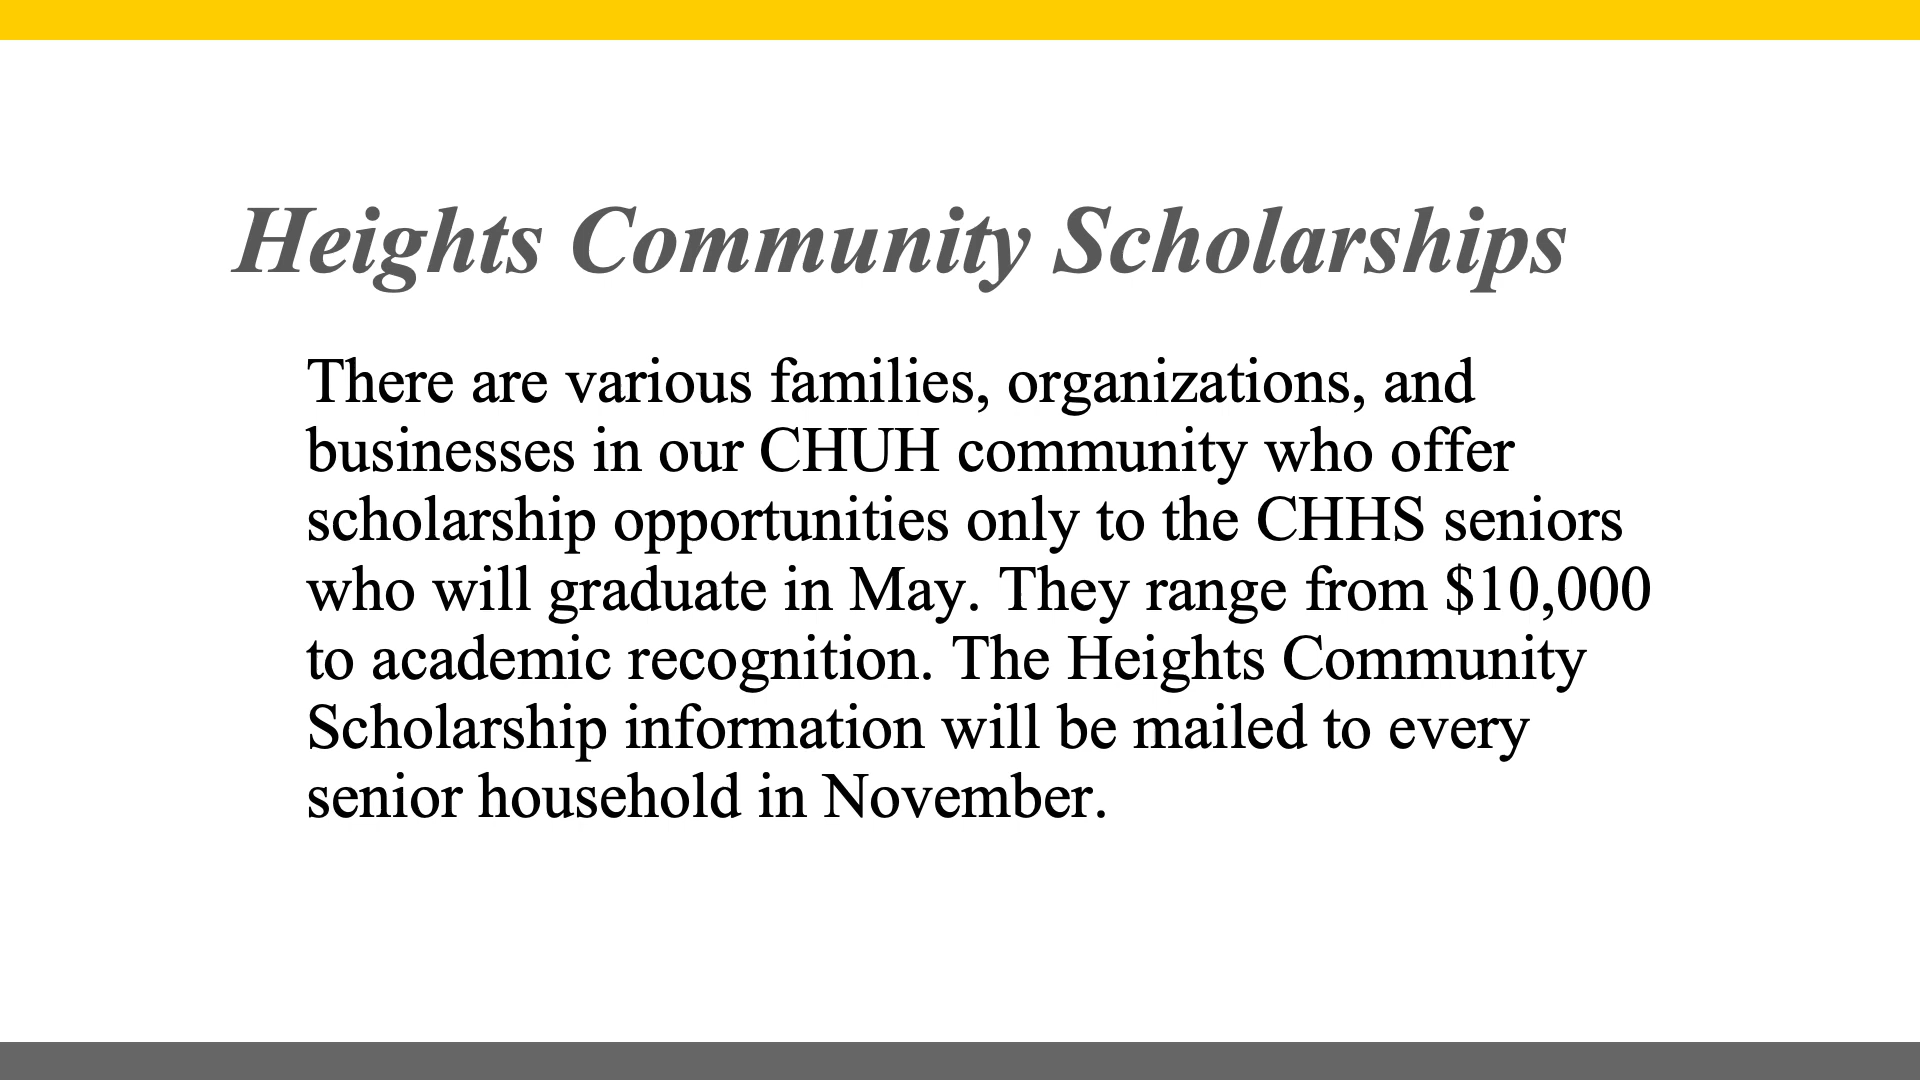 Heights Community Scholarships
There are various families, organizations, and
businesses in our CHUH community who offer
scholarship opportunities only to the CHHS seniors
who will graduate in May. They range from $10,000
to academic recognition. The Heights Community
Scholarship information will be mailed to every
senior household in November.